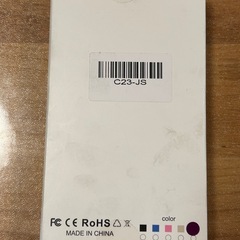 C23-JS
color
FC CE RoHS
MADE IN CHINA